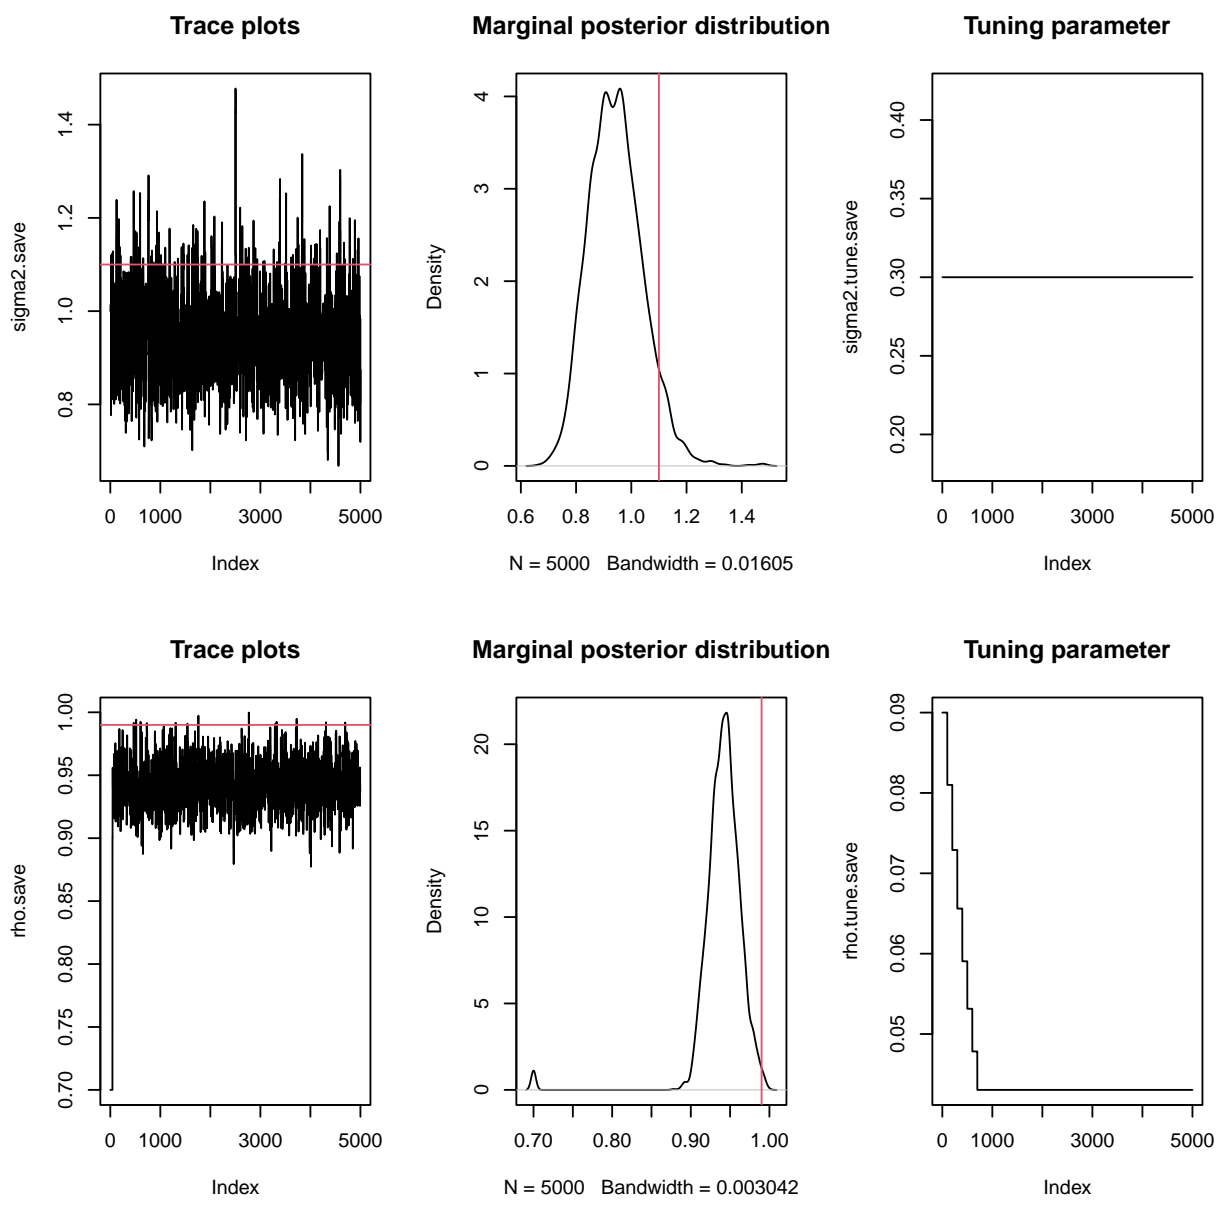 Trace plots
sigma2.save
0.8 1.0 1.2 1.4
0 1000 3000 5000
Index
Marginal posterior distribution
Density
0 1 2 3 4
0.6 0.8 1.0 1.2 1.4
N = 5000 Bandwidth = 0.01605
Tuning parameter
sigma2.tune.save
0.20 0.25 0.30 0.35 0.40
0 1000 3000 5000
Index
Trace plots
rho.save
0.70 0.75 0.80 0.85 0.90 0.95 1.00
0 1000 3000 5000
Index
Marginal posterior distribution
Density
0 5 10 15 20
0.70 0.80 0.90 1.00
N = 5000 Bandwidth = 0.003042
Tuning parameter
rho.tune.save
0.05 0.06 0.07 0.08 0.09
0 1000 3000 5000
Index